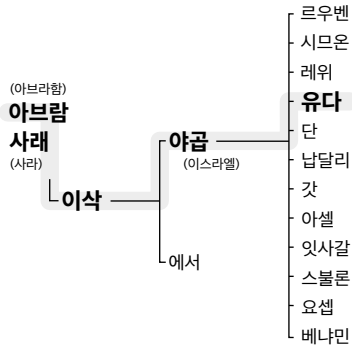 (아브라함)
아브람
사래
(사라)
이삭
야곱
(이스라엘)
에서
르우벤
시므온
레위
유다
단
납달리
갓
아셀
잇사갈
스불론
요셉
베냐민